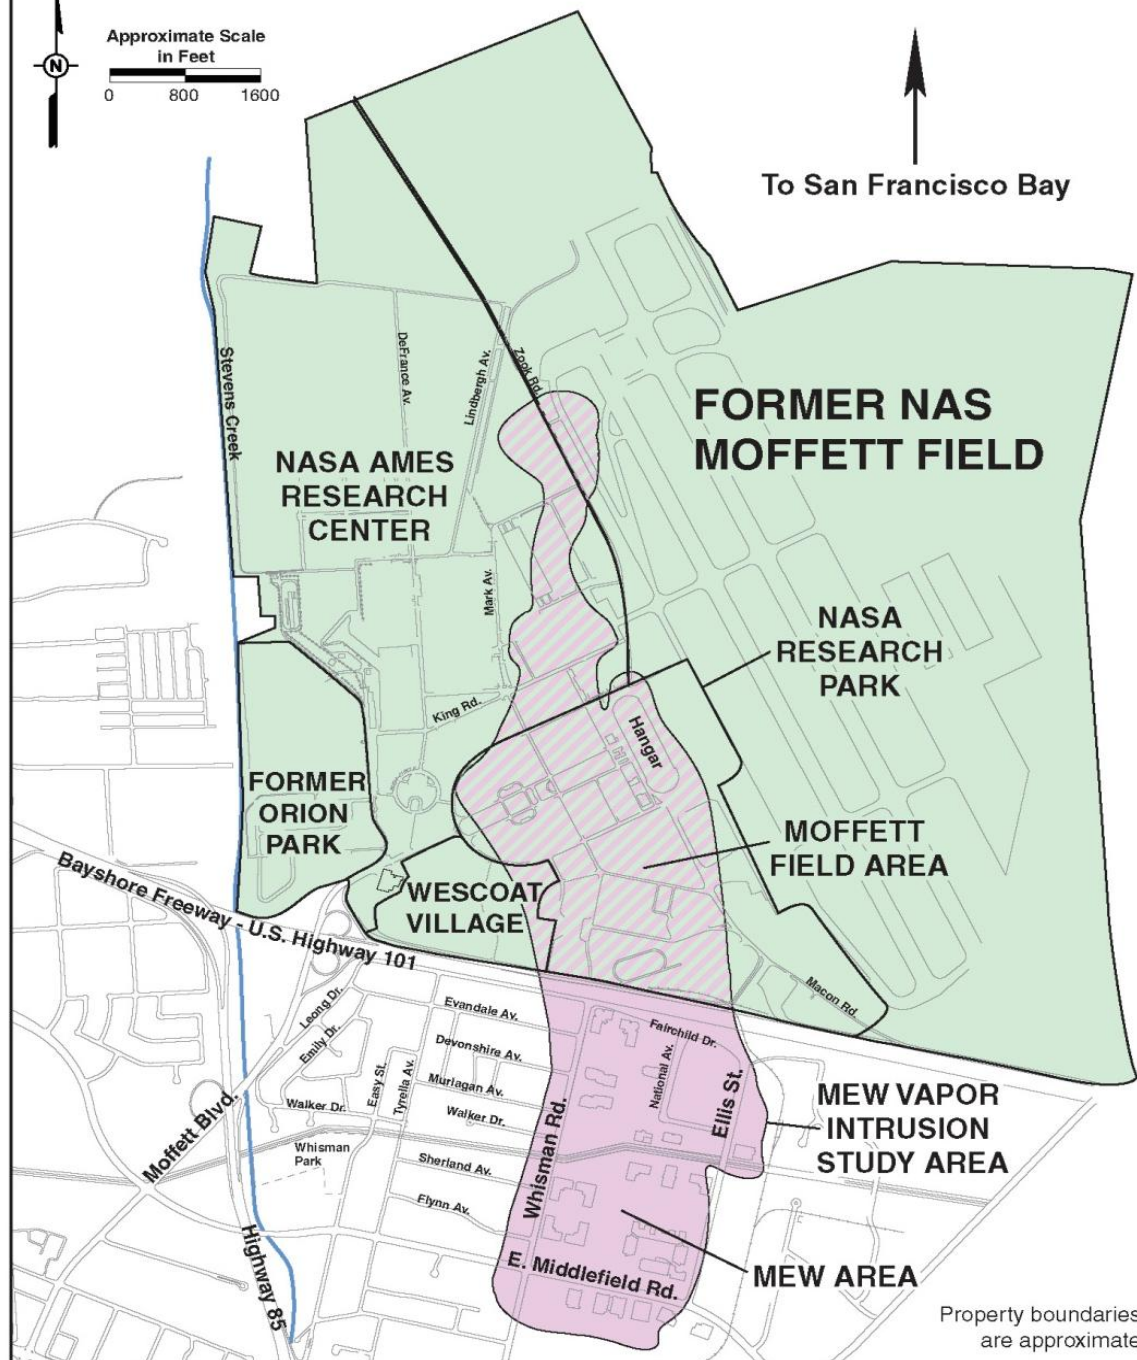 N
Approximate Scale
in Feet
0 800 1600
To San Francisco Bay
Stevens Creek
DeFrance Av.
Lindbergh Av.
Zook Rd.
FORMER NAS
MOFFETT FIELD
NASA AMES
RESEARCH
CENTER
Mark Av.
NASA
RESEARCH
PARK
King Rd.
Hangar
FORMER
ORION
PARK
MOFFETT
FIELD AREA
WESCOAT
VILLAGE
Bayshore Freeway - U.S. Highway 101
Macon Rd.
Leong Dr.
Emily Dr.
Evandale Av.
Fairchild Dr.
Devonshire Av.
National Av.
Easy St.
Tyrella Av.
Murlagan Av.
Ellis St.
Walker Dr.
Walker Dr.
Moffett Blvd.
Whisman Rd.
MEW VAPOR
INTRUSION
STUDY AREA
Whisman
Park
Sherland Av.
Flynn Av.
Highway 85
E. Middlefield Rd.
MEW AREA
Property boundaries
are approximate